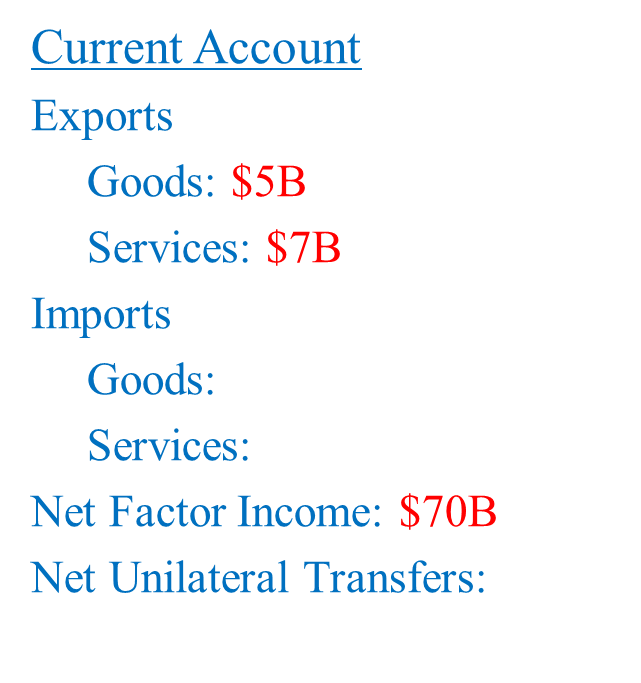 Current Account
Exports
Goods: $5B
Services: $7B
Imports
Goods:
Services:
Net Factor Income: $70B
Net Unilateral Transfers: